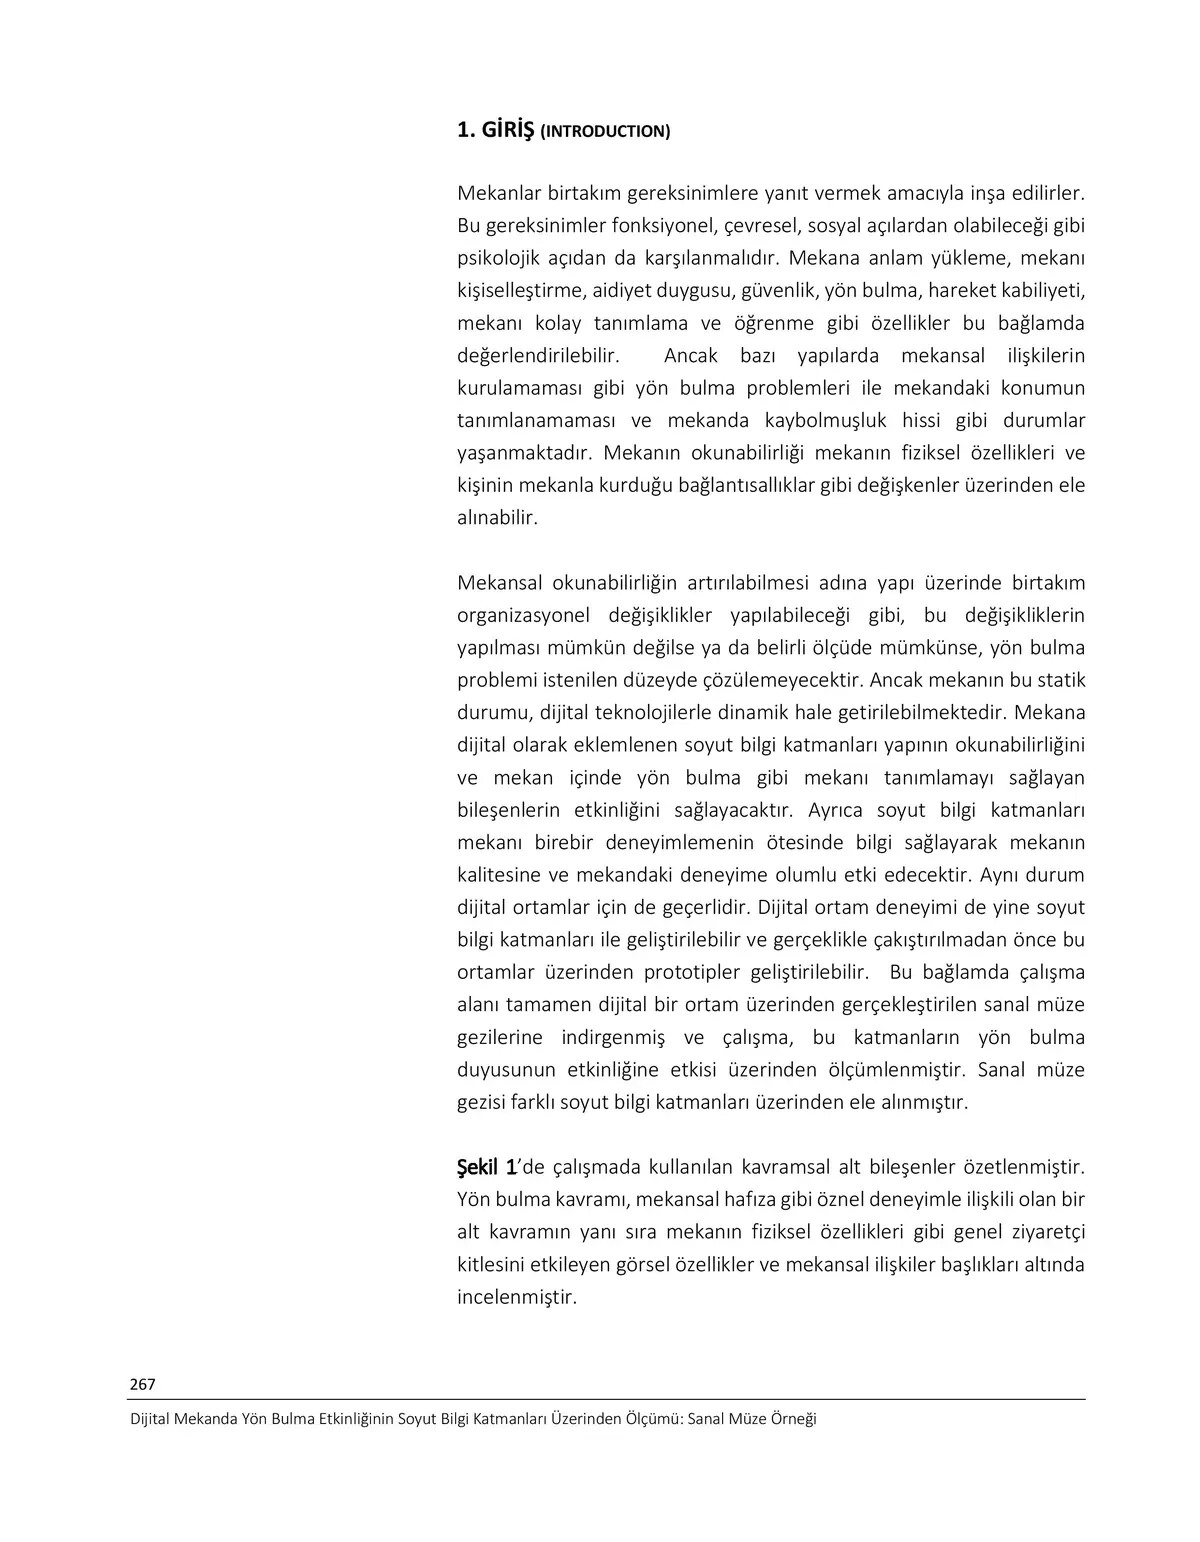 1. GİRİŞ (INTRODUCTION)
Mekanlar birtakım gereksinimlere yanıt vermek amacıyla inşa edilirler.
Bu gereksinimler fonksiyonel, çevresel, sosyal açılardan olabileceği gibi
psikolojik açıdan da karşılanmalıdır. Mekana anlam yükleme, mekanı
kişiselleştirme, aidiyet duygusu, güvenlik, yön bulma, hareket kabiliyeti,
mekanı kolay tanımlama ve öğrenme gibi özellikler bu bağlamda
değerlendirilebilir. Ancak bazı yapılarda mekansal ilişkilerin
kurulamaması gibi yön bulma problemleri ile mekandaki konumun
tanımlanamaması ve mekanda kaybolmuşluk hissi gibi durumlar
yaşanmaktadır. Mekanın okunabilirliği mekanın fiziksel özellikleri ve
kişinin mekanla kurduğu bağlantısallıklar gibi değişkenler üzerinden ele
alınabilir.
Mekansal okunabilirliğin artırılabilmesi adına yapı üzerinde birtakım
organizasyonel değişiklikler yapılabileceği gibi, bu değişikliklerin
yapılması mümkün değilse ya da belirli ölçüde mümkünse, yön bulma
problemi istenilen düzeyde çözülemeyecektir. Ancak mekanın bu statik
durumu, dijital teknolojilerle dinamik hale getirilebilmektedir. Mekana
dijital olarak eklemlenen soyut bilgi katmanları yapının okunabilirliğini
ve mekan içinde yön bulma gibi mekanı tanımlamayı sağlayan
bileşenlerin etkinliğini sağlayacaktır. Ayrıca soyut bilgi katmanları
mekanı birebir deneyimlemenin ötesinde bilgi sağlayarak mekanın
kalitesine ve mekandaki deneyime olumlu etki edecektir. Aynı durum
dijital ortamlar için de geçerlidir. Dijital ortam deneyimi de yine soyut
bilgi katmanları ile geliştirilebilir ve gerçeklikle çakıştırılmadan önce bu
ortamlar üzerinden prototipler geliştirilebilir. Bu bağlamda çalışma
alanı tamamen dijital bir ortam üzerinden gerçekleştirilen sanal müze
gezilerine indirgenmiş ve çalışma, bu katmanların yön bulma
duyusunun etkinliğine etkisi üzerinden ölçümlenmiştir. Sanal müze
gezisi farklı soyut bilgi katmanları üzerinden ele alınmıştır.
Şekil 1’de çalışmada kullanılan kavramsal alt bileşenler özetlenmiştir.
Yön bulma kavramı, mekansal hafıza gibi öznel deneyimle ilişkili olan bir
alt kavramın yanı sıra mekanın fiziksel özellikleri gibi genel ziyaretçi
kitlesini etkileyen görsel özellikler ve mekansal ilişkiler başlıkları altında
incelenmiştir.
267
Dijital Mekanda Yön Bulma Etkinliğinin Soyut Bilgi Katmanları Üzerinden Ölçümü: Sanal Müze Örneği